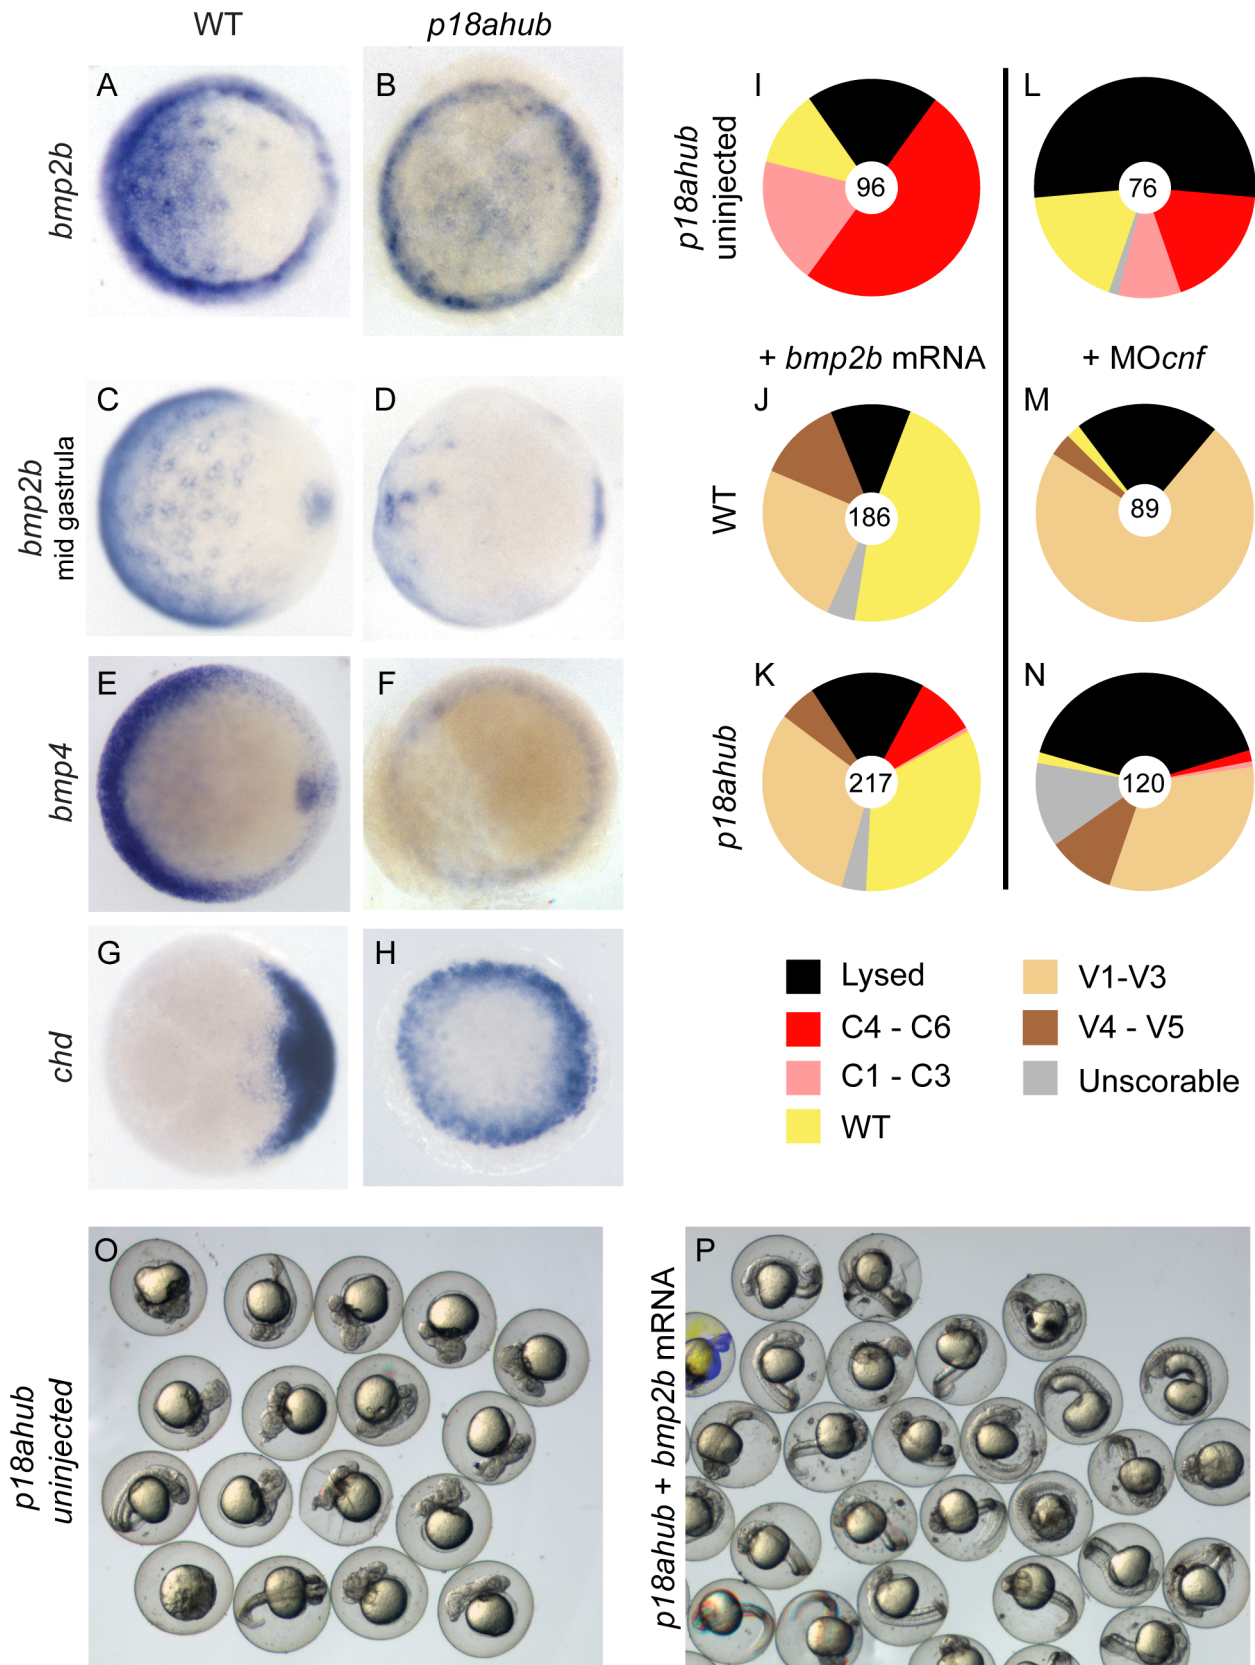 WT
p18ahub
A
B
bmp2b
C
D
bmp2b
mid gastrula
E
F
bmp4
G
H
chd
I
L
p18ahub
uninjected
96
76
+ bmp2b mRNA
+ MOcnf
J
M
WT
186
89
K
N
p18ahub
217
120
Lysed
C4 - C6
C1 - C3
WT
V1-V3
V4 - V5
Unscorable
O
p18ahub
uninjected
P
p18ahub + bmp2b mRNA